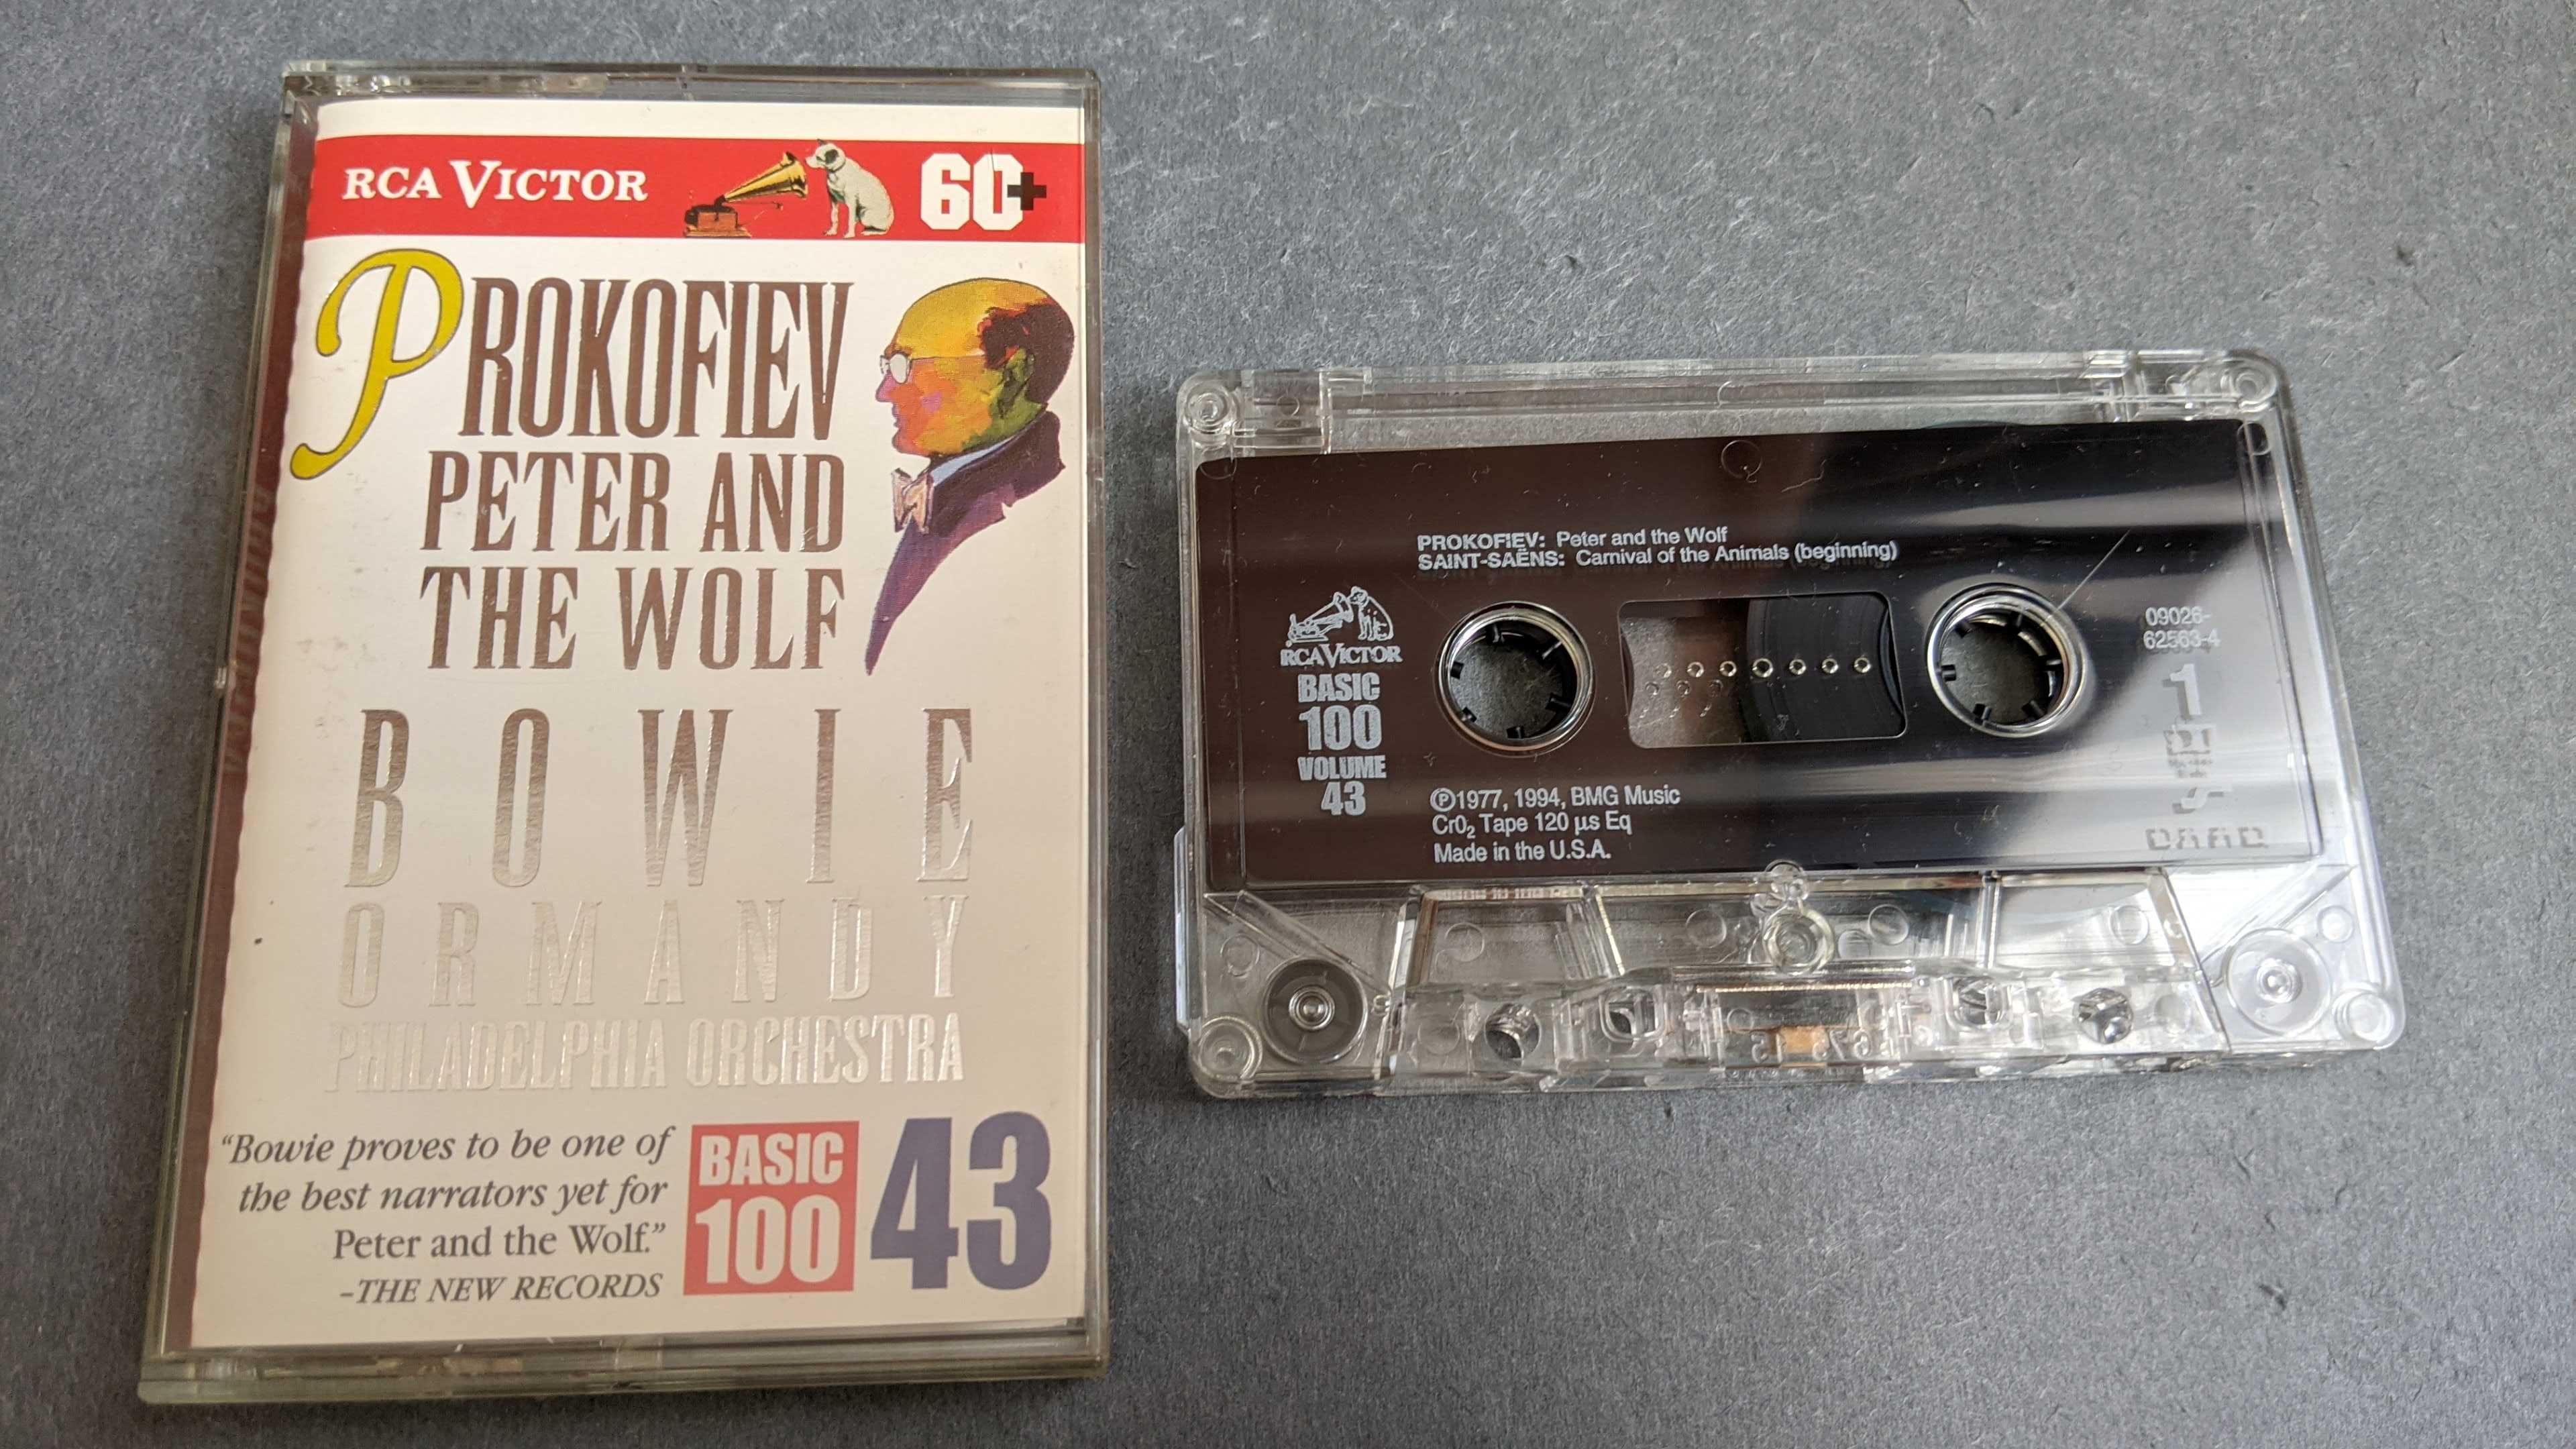 RCA VICTOR 60+
PROKOFIEV
PETER AND
THE WOLF
BOWIE
ORMANDY
PHILADELPHIA ORCHESTRA
“Bowie proves to be one of
the best narrators yet for
Peter and the Wolf.”
–THE NEW RECORDS
BASIC
100
43
PROKOFIEV: Peter and the Wolf
SAINT-SAËNS: Carnival of the Animals (beginning)
RCA VICTOR
BASIC
100
VOLUME
43
09026-
62563-4
1
℗1977, 1994, BMG Music
CrO₂ Tape 120 µs Eq
Made in the U.S.A.